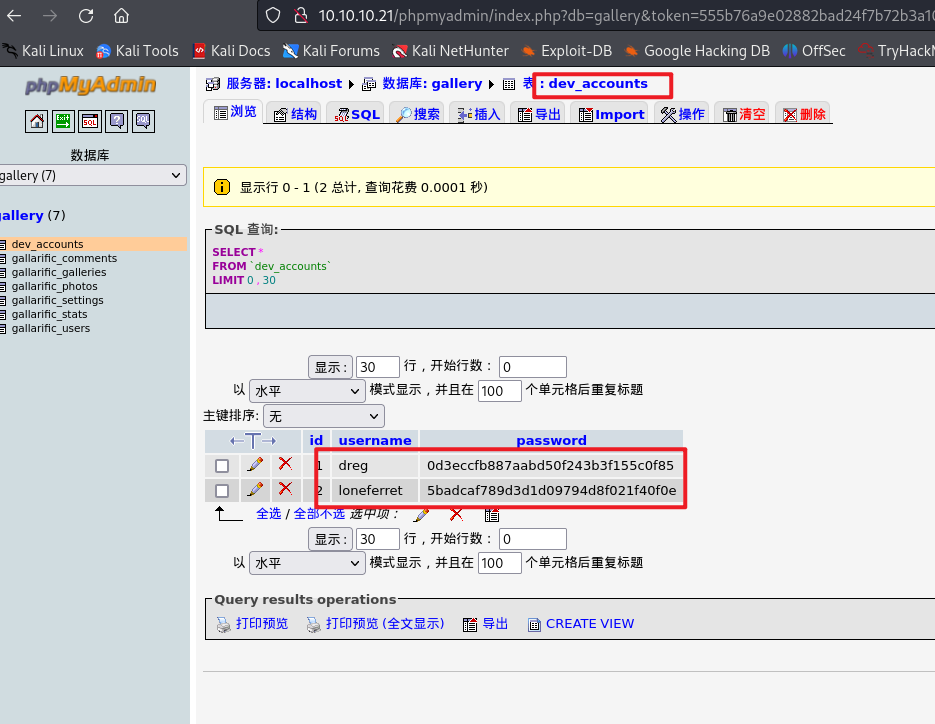 10.10.10.21/phpmyadmin/index.php?db=gallery&token=555b76a9e02882bad24f7b72b3a1
Kali Linux Kali Tools Kali Docs Kali Forums Kali NetHunter Exploit-DB Google Hacking DB OffSec TryHackM
phpMyAdmin
SQL
数据库
gallery (7)
gallery (7)
dev_accounts
gallarific_comments
gallarific_galleries
gallarific_photos
gallarific_settings
gallarific_stats
gallarific_users
服务器: localhost 数据库: gallery 表 : dev_accounts
浏览 结构 SQL 搜索 插入 导出 Import 操作 清空 删除
显示行 0 - 1 (2 总计, 查询花费 0.0001 秒)
SQL 查询:
SELECT *
FROM `dev_accounts`
LIMIT 0 , 30
显示 : 30 行，开始行数： 0
以 水平 模式显示，并且在 100 个单元格后重复标题
主键排序: 无
←T→ id username password
1 dreg 0d3eccfb887aabd50f243b3f155c0f85
2 loneferret 5badcaf789d3d1d09794d8f021f40f0e
全选 / 全部不选 选中项：
显示 : 30 行，开始行数： 0
以 水平 模式显示，并且在 100 个单元格后重复标题
Query results operations
打印预览 打印预览 (全文显示) 导出 CREATE VIEW